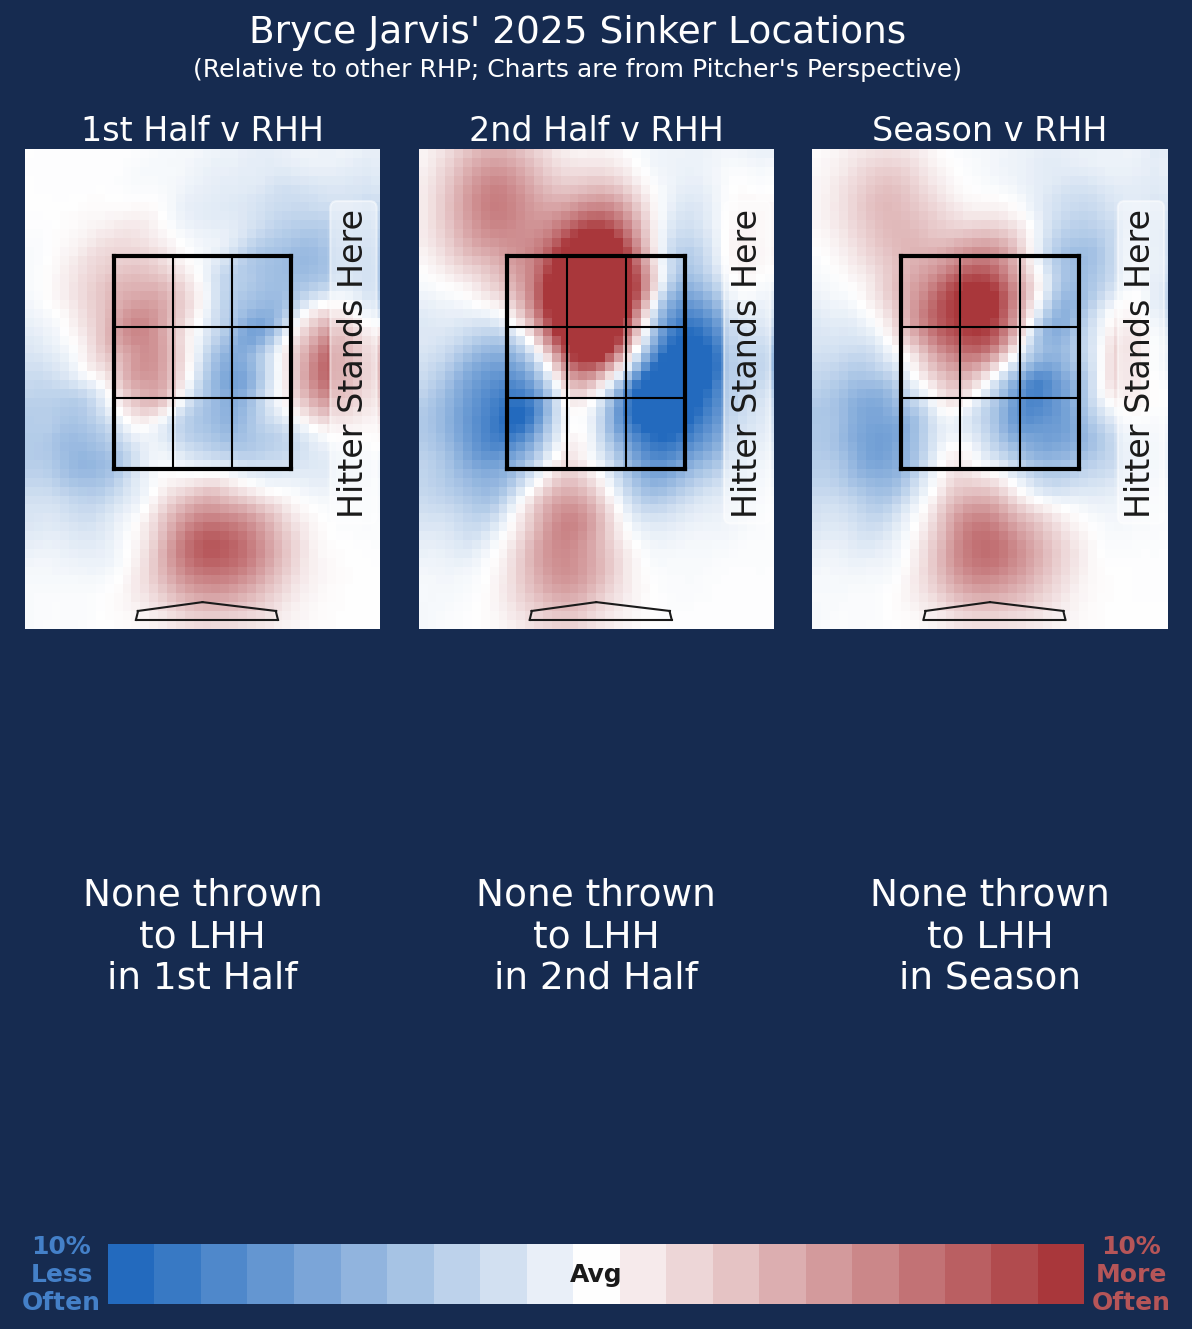 Bryce Jarvis' 2025 Sinker Locations
(Relative to other RHP; Charts are from Pitcher's Perspective)
1st Half v RHH
2nd Half v RHH
Season v RHH
Hitter Stands Here
Hitter Stands Here
Hitter Stands Here
None thrown
to LHH
in 1st Half
None thrown
to LHH
in 2nd Half
None thrown
to LHH
in Season
10%
Less
Often
Avg
10%
More
Often